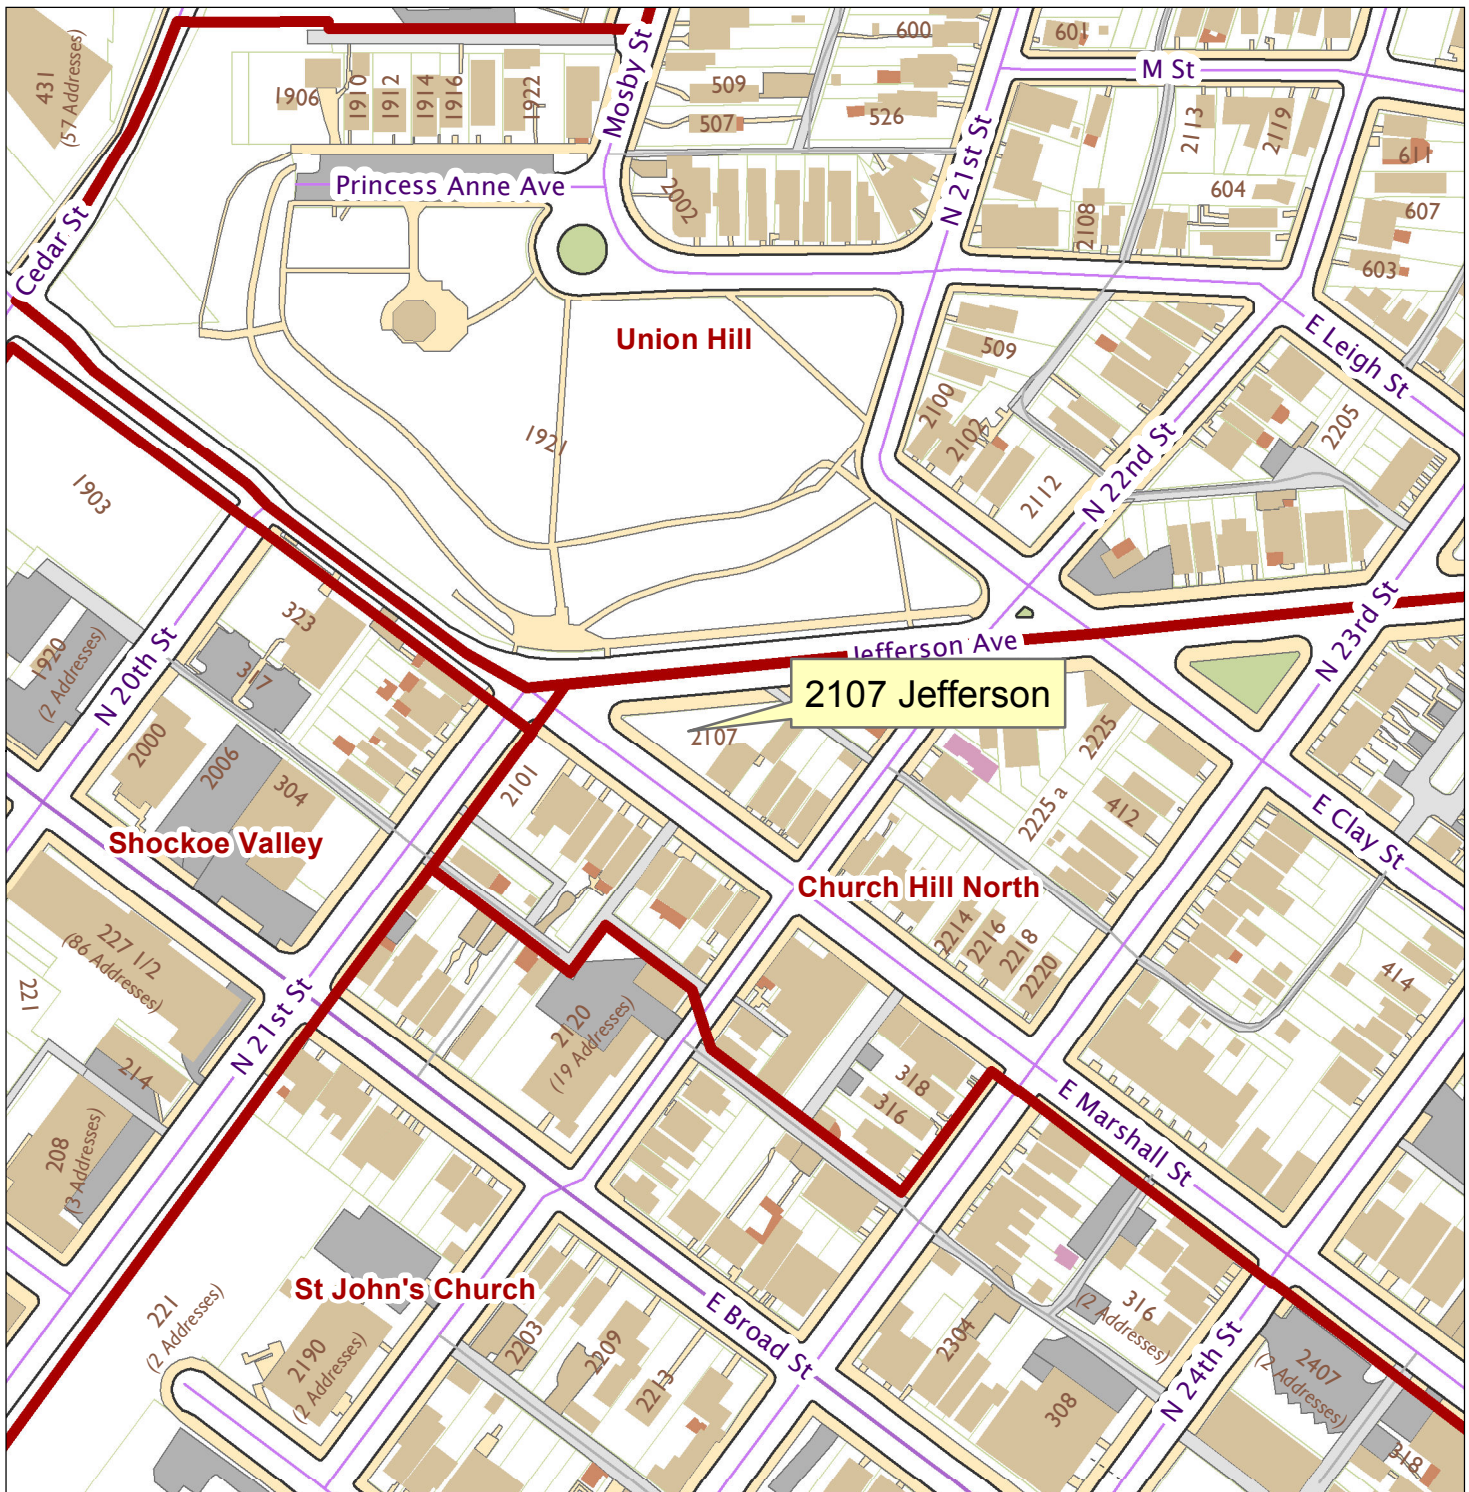 431
(57 Addresses)
1906
1910
1912
1914
1916
1922
Mosby St
600
601
509
507
526
M St
2113
2119
611
607
603
604
2108
N 21st St
Princess Anne Ave
2002
Cedar St
Union Hill
509
2100
2102
2112
E Leigh St
2205
N 22nd St
1921
1903
323
317
1920
(2 Addresses)
N 20th St
N 23rd St
Jefferson Ave
2107 Jefferson
2107
2225
2225 a
412
E Clay St
2000
2006
304
2101
Shockoe Valley
Church Hill North
2214
2216
2218
2220
414
227 1/2
(86 Addresses)
221
214
208
(3 Addresses)
N 21st St
2120
(19 Addresses)
318
316
E Marshall St
St John's Church
221
(2 Addresses)
2190
(2 Addresses)
2203
2209
2213
E Broad St
2304
316
(2 Addresses)
308
N 24th St
2407
(2 Addresses)
318